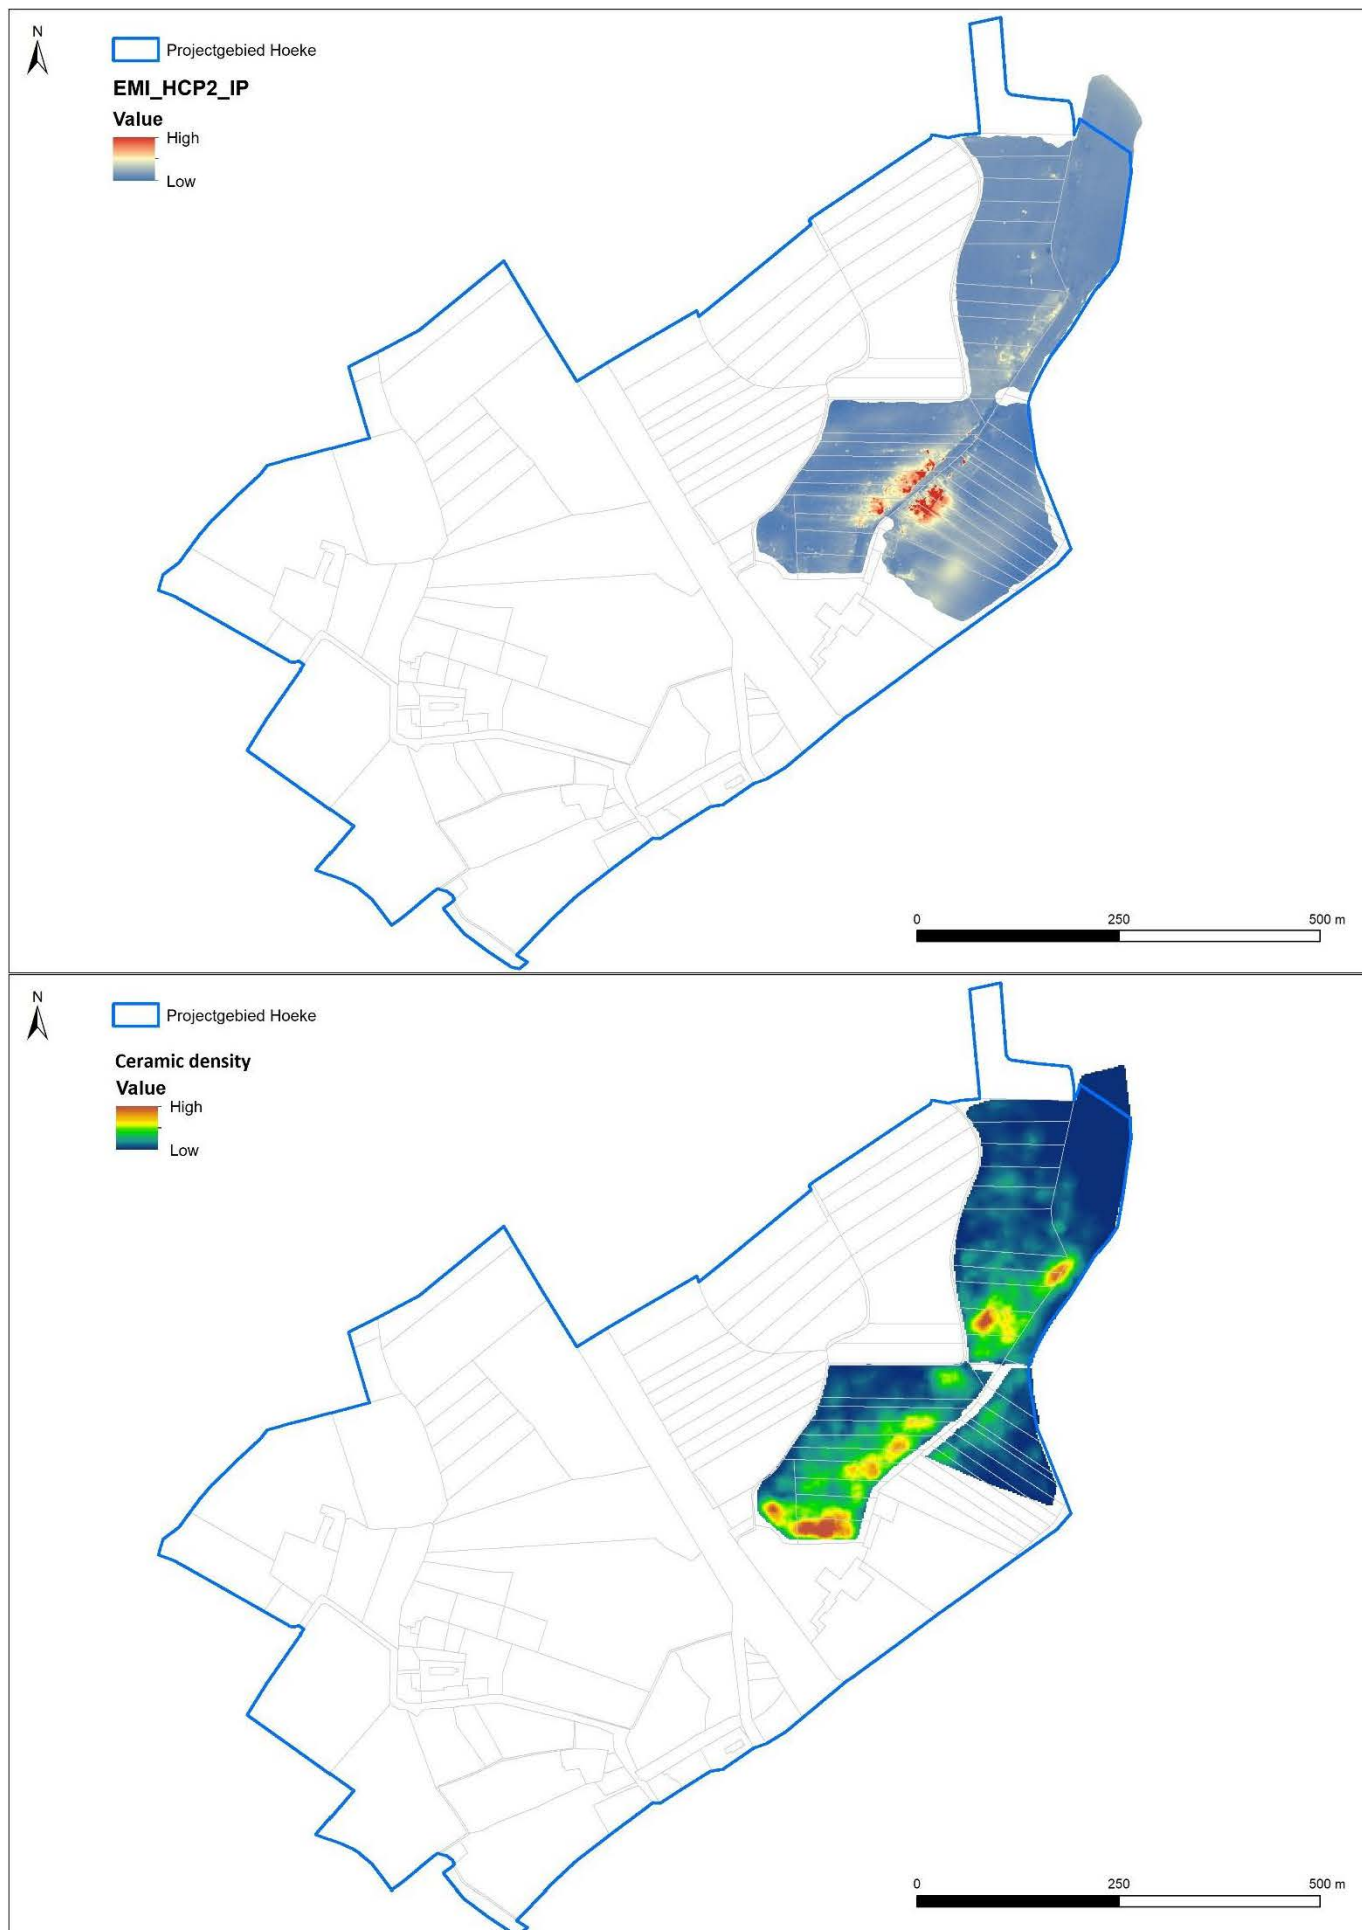 N
Projectgebied Hoeke
EMI_HCP2_IP
Value
High
Low
0 250 500 m
N
Projectgebied Hoeke
Ceramic density
Value
High
Low
0 250 500 m